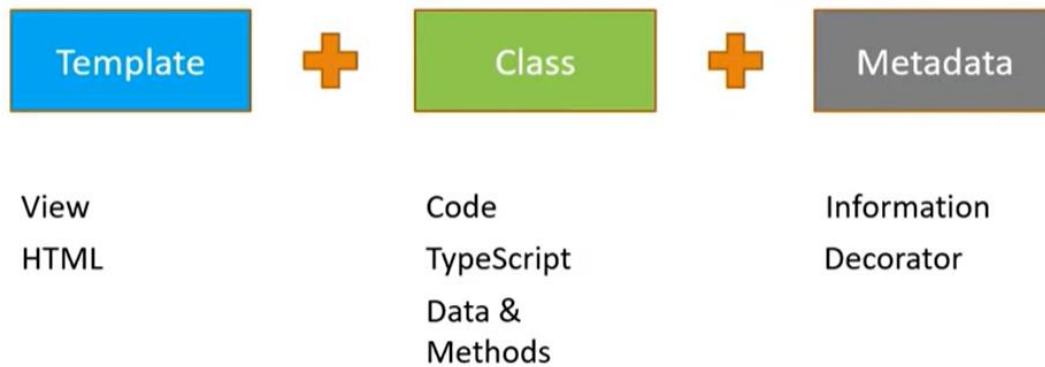 Template
Class
Metadata
View
HTML
Code
TypeScript
Data &
Methods
Information
Decorator